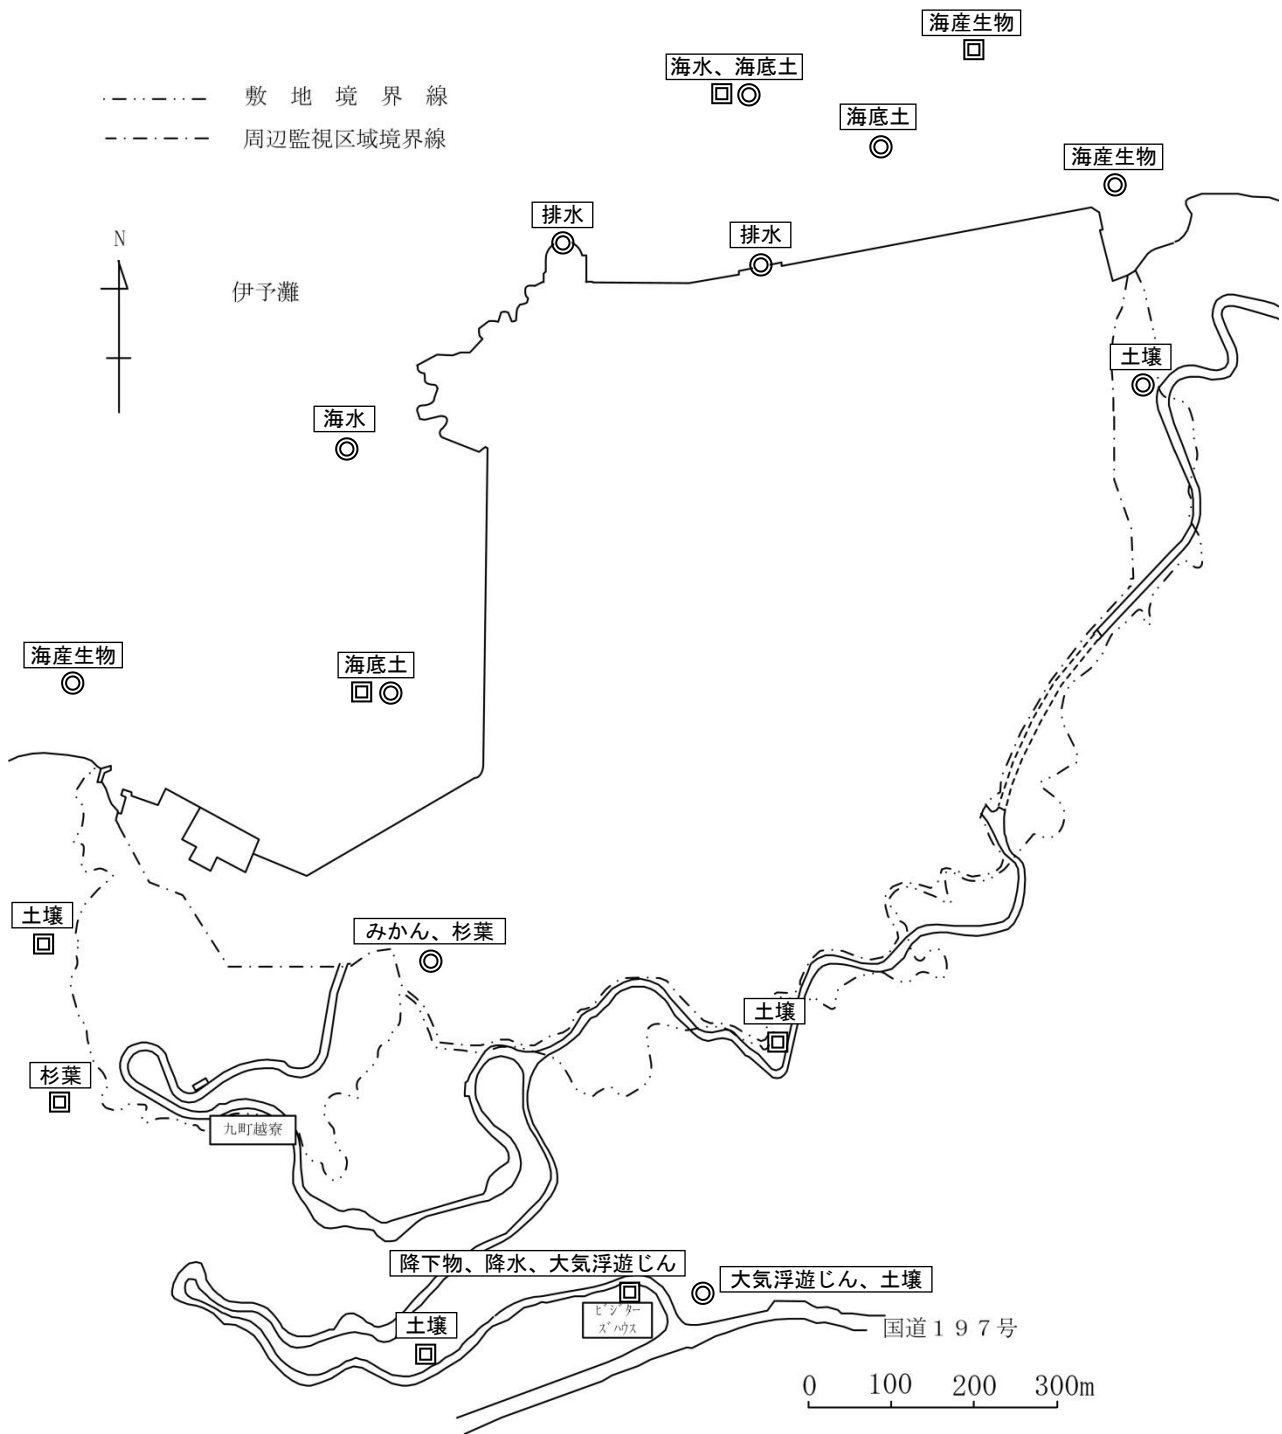 海産生物
海水、海底土
敷地境界線
海底土
周辺監視区域境界線
海産生物
排水
排水
N
伊予灘
土壌
海水
海産生物
海底土
土壌
みかん、杉葉
土壌
杉葉
九町越寮
降下物、降水、大気浮遊じん
大気浮遊じん、土壌
ﾋﾞｼﾞﾀｰ
ｽﾞﾊｳｽ
土壌
国道１９７号
0 100 200 300m